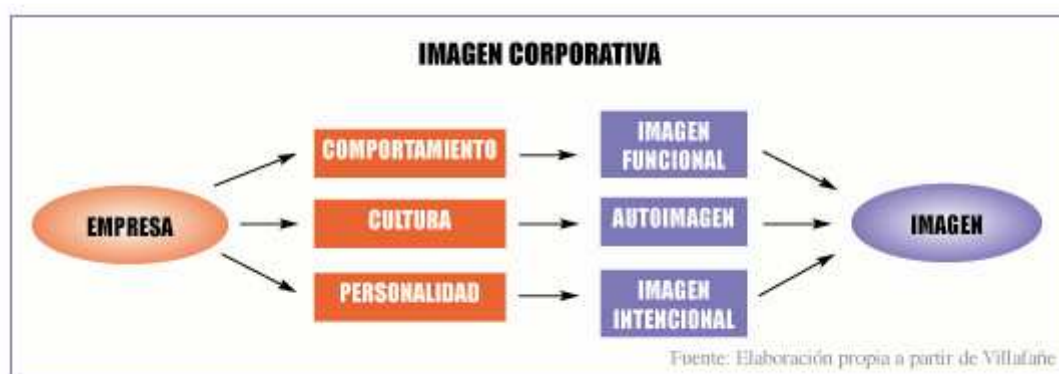 IMAGEN CORPORATIVA
EMPRESA
COMPORTAMIENTO
CULTURA
PERSONALIDAD
IMAGEN
FUNCIONAL
AUTOIMAGEN
IMAGEN
INTENCIONAL
IMAGEN
Fuente: Elaboración propia a partir de Villafañe